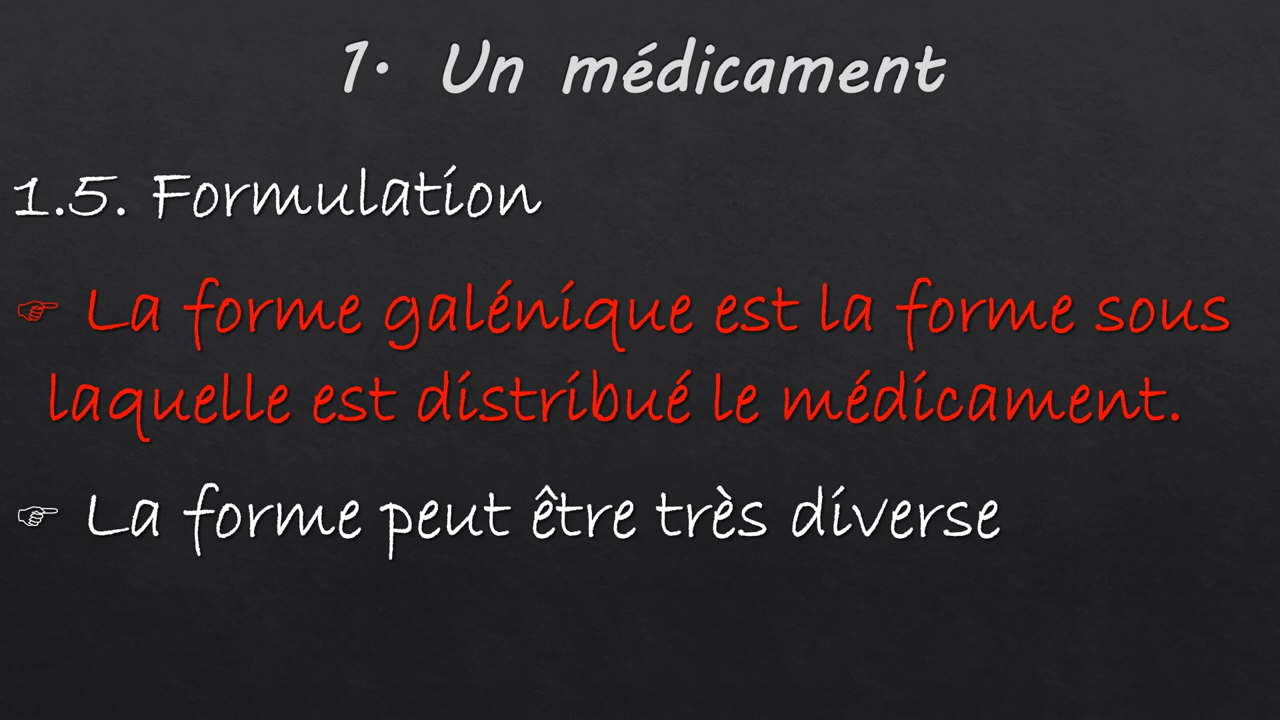 1. Un médicament
1.5. Formulation
☞ La forme galénique est la forme sous
laquelle est distribué le médicament.
☞ La forme peut être très diverse